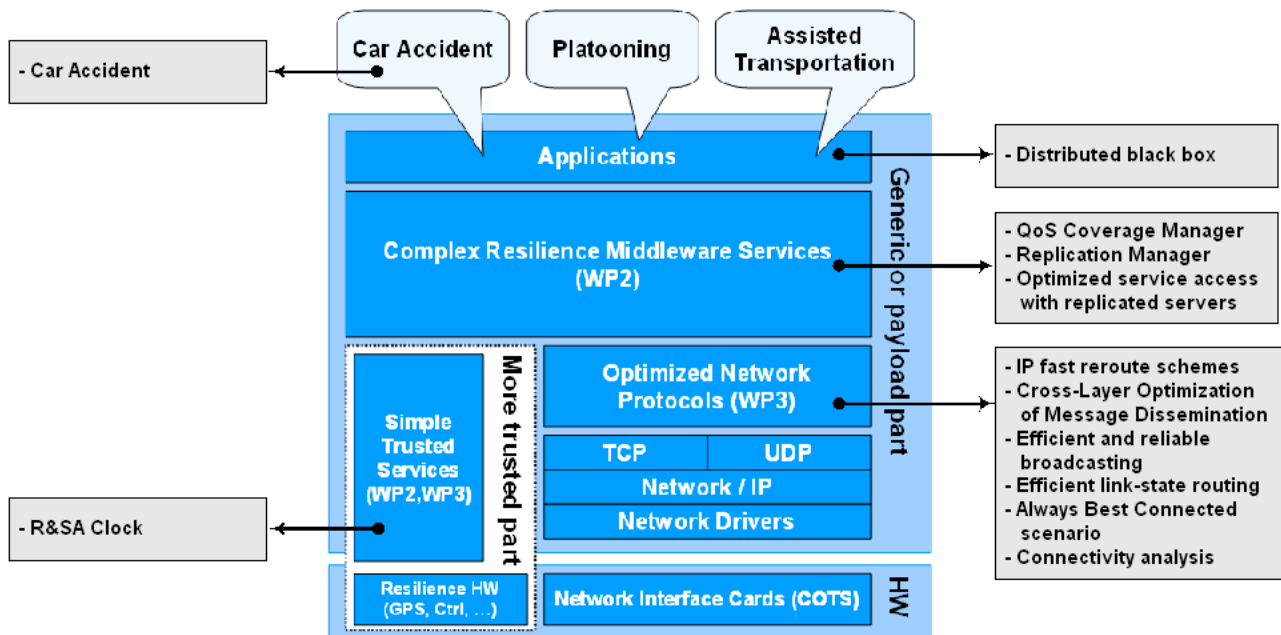 Car Accident
Platooning
Assisted
Transportation
- Car Accident
Applications
- Distributed black box
Generic or payload part
Complex Resilience Middleware Services
(WP2)
- QoS Coverage Manager
- Replication Manager
- Optimized service access
with replicated servers
More trusted part
Simple
Trusted
Services
(WP2,WP3)
Optimized Network
Protocols (WP3)
TCP
UDP
Network / IP
Network Drivers
- IP fast reroute schemes
- Cross-Layer Optimization
of Message Dissemination
- Efficient and reliable
broadcasting
- Efficient link-state routing
- Always Best Connected
scenario
- Connectivity analysis
- R&SA Clock
Resilience HW
(GPS, Ctrl, ...)
Network Interface Cards (COTS)
HW